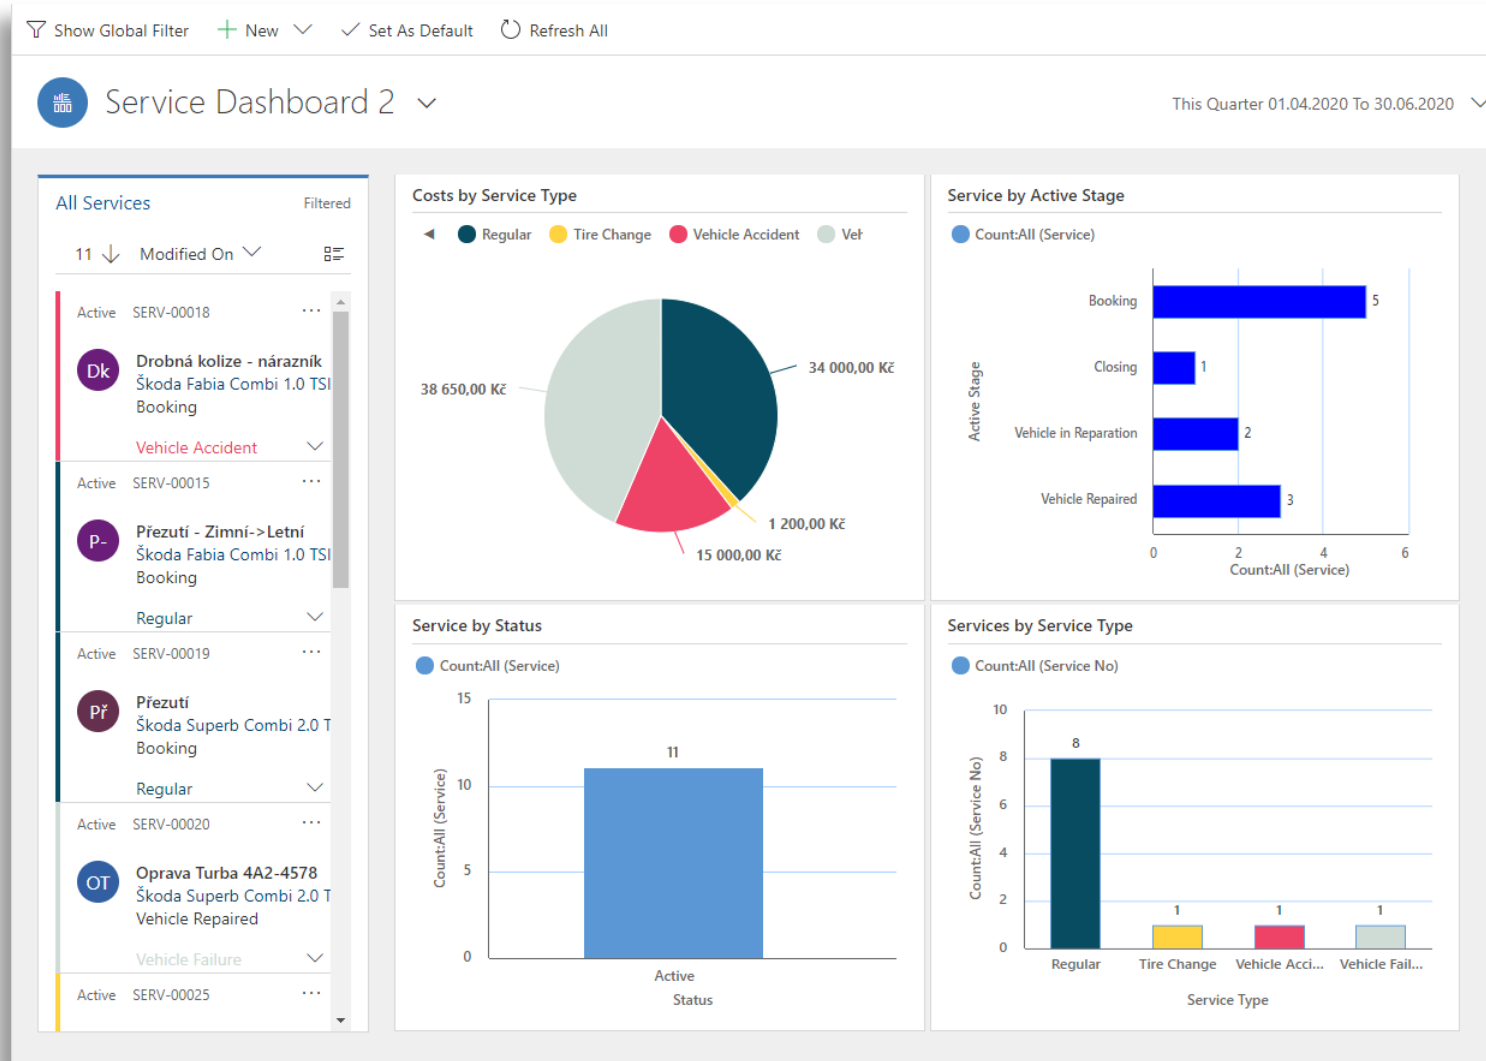 Show Global Filter New Set As Default Refresh All
Service Dashboard 2
This Quarter 01.04.2020 To 30.06.2020
All Services Filtered
11 Modified On
Active SERV-00018 ...
Dk
Drobná kolize - nárazník
Škoda Fabia Combi 1.0 TSI
Booking
Vehicle Accident
Active SERV-00015 ...
P-
Přezutí - Zimní->Letní
Škoda Fabia Combi 1.0 TSI
Booking
Regular
Active SERV-00019 ...
Př
Přezutí
Škoda Superb Combi 2.0 T
Booking
Regular
Active SERV-00020 ...
OT
Oprava Turba 4A2-4578
Škoda Superb Combi 2.0 T
Vehicle Repaired
Vehicle Failure
Active SERV-00025 ...
Costs by Service Type
Regular Tire Change Vehicle Accident Veh
34 000,00 Kč
38 650,00 Kč
1 200,00 Kč
15 000,00 Kč
Service by Active Stage
Count:All (Service)
Active Stage
Booking 5
Closing 1
Vehicle in Reparation 2
Vehicle Repaired 3
0 2 4 6
Count:All (Service)
Service by Status
Count:All (Service)
Count:All (Service)
15
11
10
5
0
Active
Status
Services by Service Type
Count:All (Service No)
Count:All (Service No)
10
8
8
6
4
2
1 1 1
0
Regular Tire Change Vehicle Acci... Vehicle Fail...
Service Type